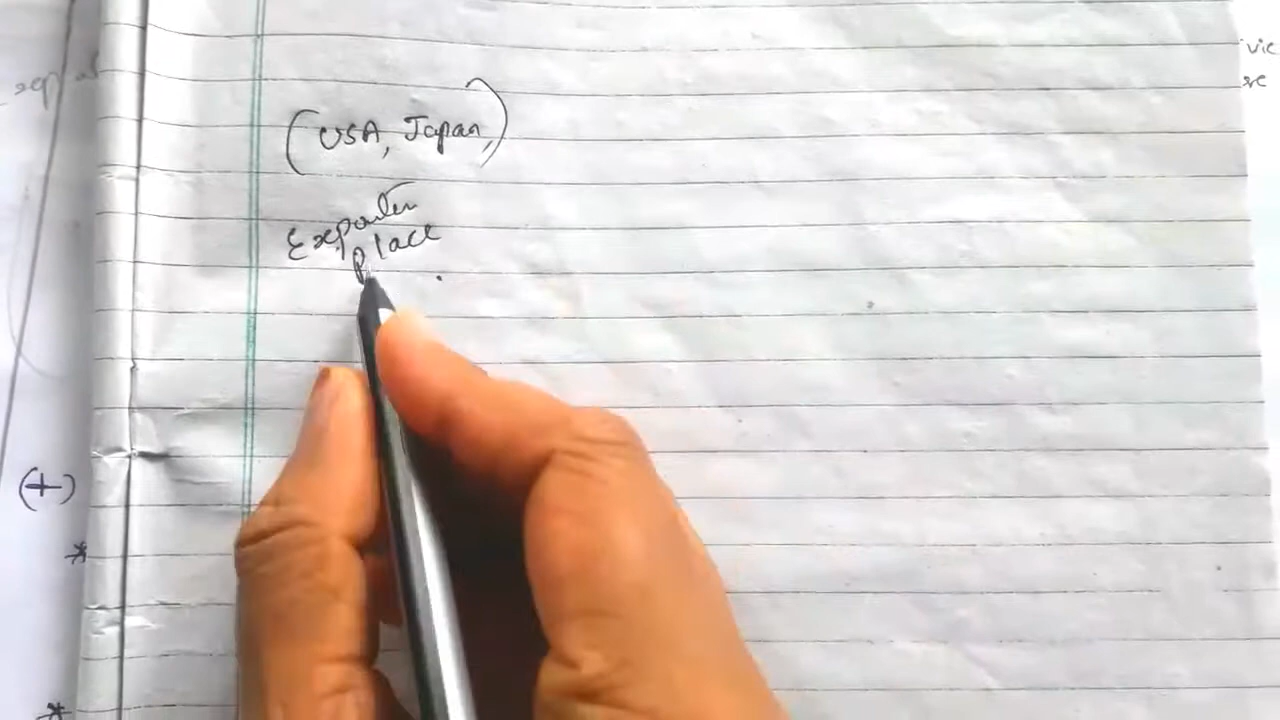 (USA, Japan,)
Exporter
place
(+)
*
*